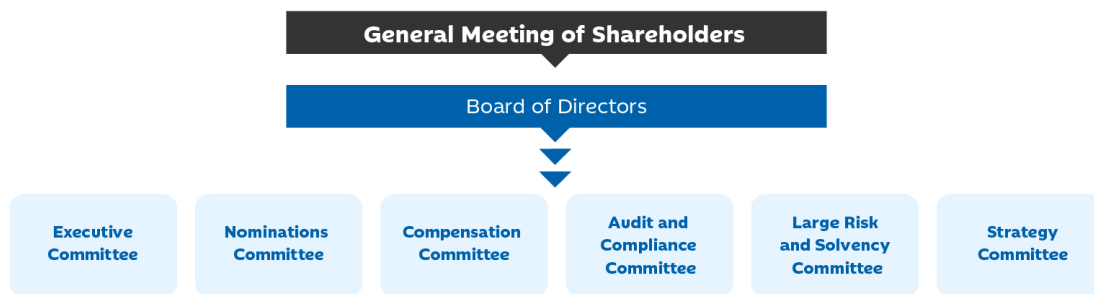 General Meeting of Shareholders
Board of Directors
Executive
Committee
Nominations
Committee
Compensation
Committee
Audit and
Compliance
Committee
Large Risk
and Solvency
Committee
Strategy
Committee